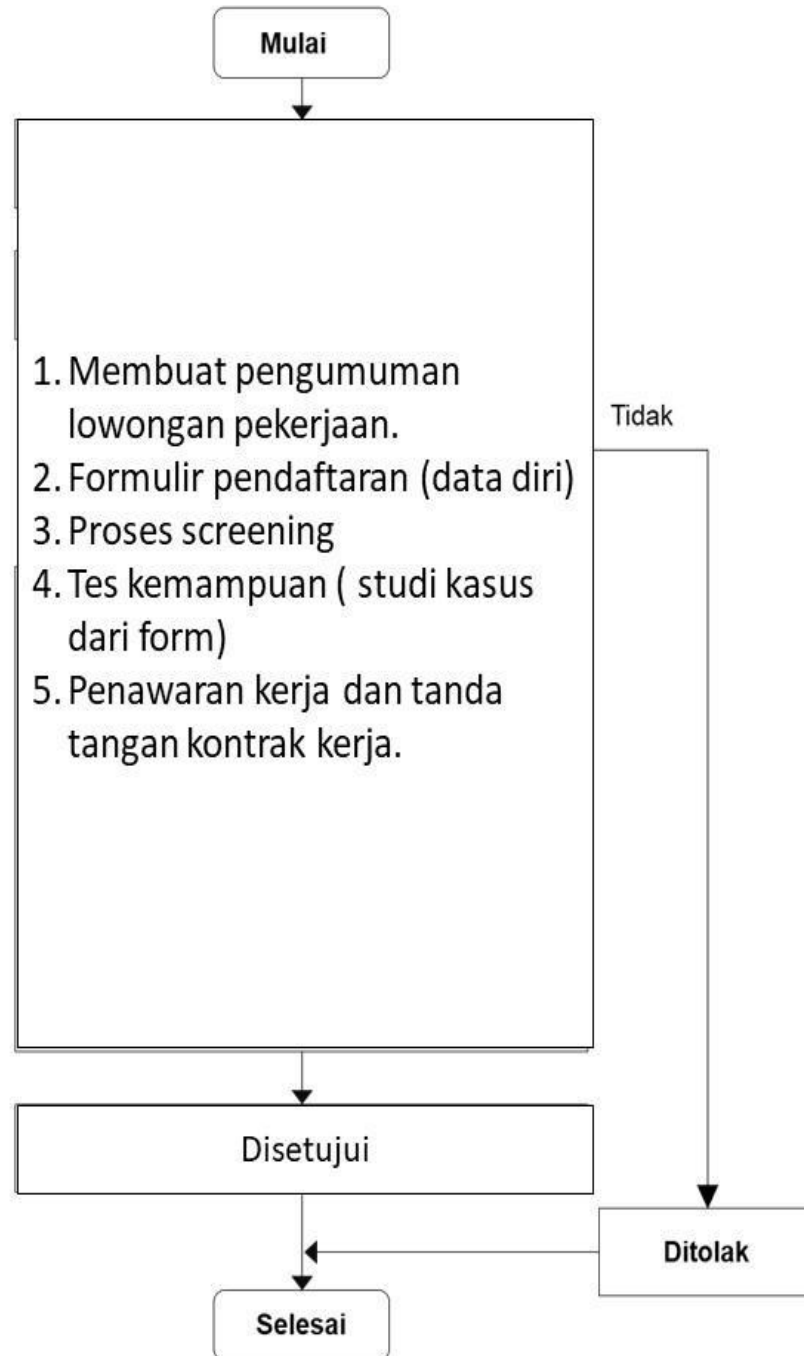 Mulai
1. Membuat pengumuman
lowongan pekerjaan.
Tidak
2. Formulir pendaftaran (data diri)
3. Proses screening
4. Tes kemampuan ( studi kasus
dari form)
5. Penawaran kerja dan tanda
tangan kontrak kerja.
Disetujui
Ditolak
Selesai